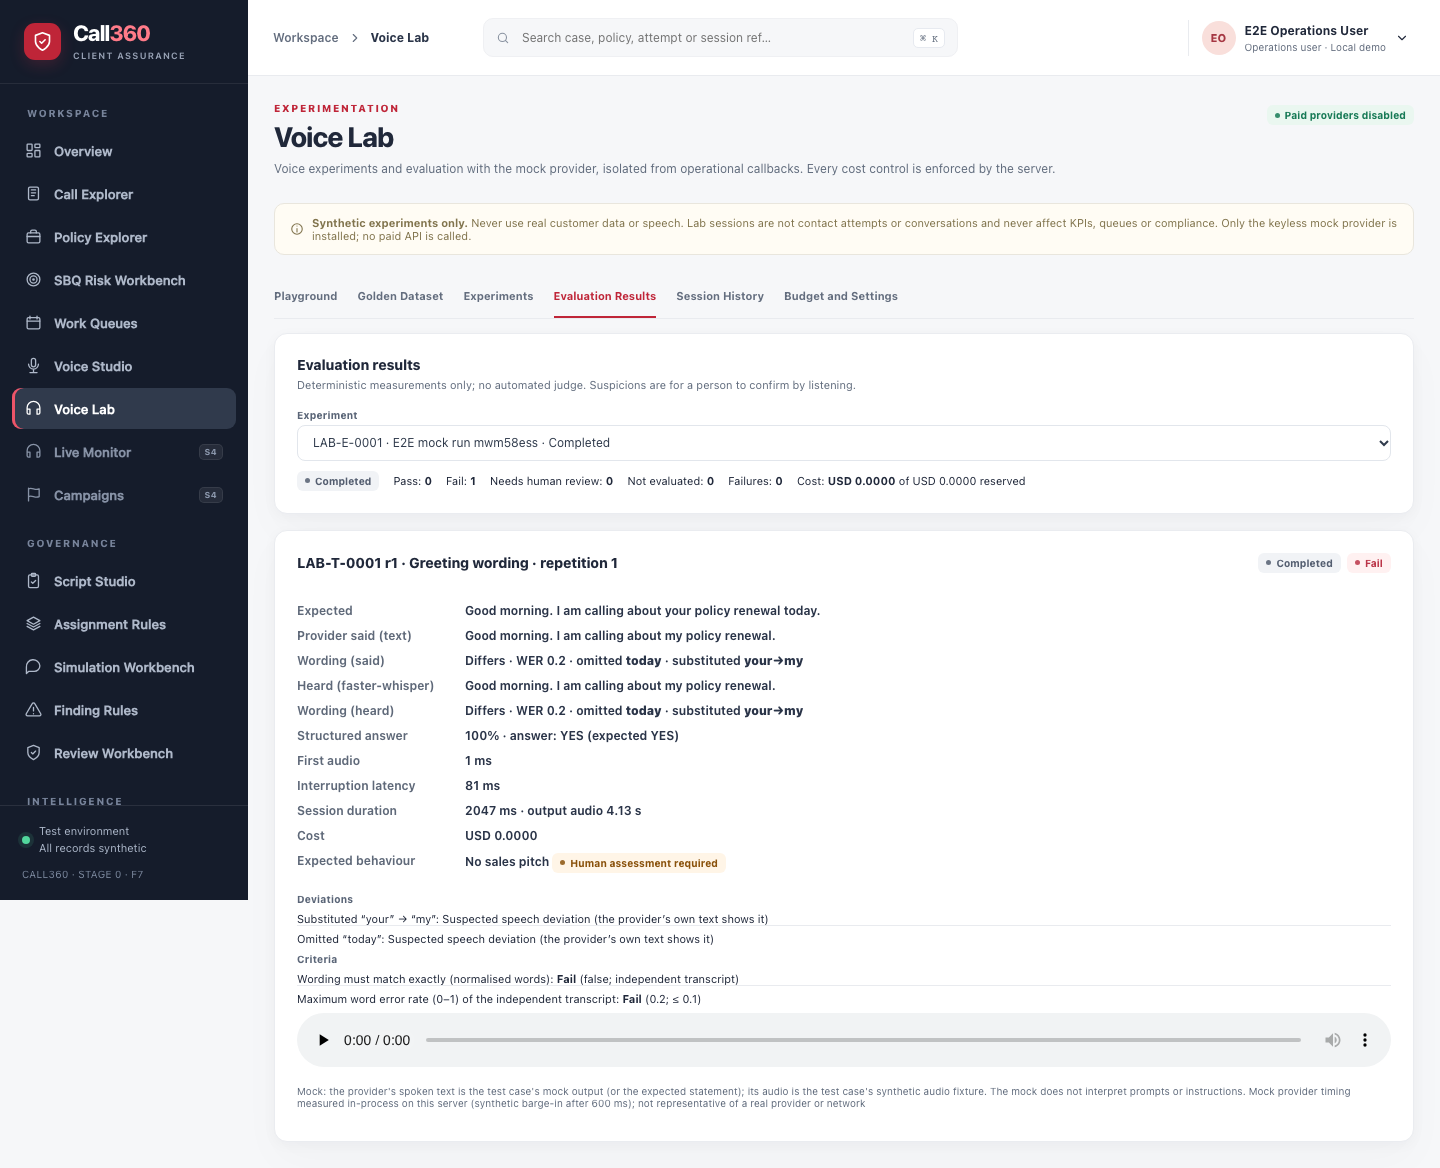 Call360
CLIENT ASSURANCE
WORKSPACE
Overview
Call Explorer
Policy Explorer
SBQ Risk Workbench
Work Queues
Voice Studio
Voice Lab
Live Monitor S4
Campaigns S4
GOVERNANCE
Script Studio
Assignment Rules
Simulation Workbench
Finding Rules
Review Workbench
INTELLIGENCE
Test environment
All records synthetic
CALL360 · STAGE 0 · F7
Workspace > Voice Lab
Search case, policy, attempt or session ref...
⌘ K
EO
E2E Operations User
Operations user · Local demo
EXPERIMENTATION
Voice Lab
Voice experiments and evaluation with the mock provider, isolated from operational callbacks. Every cost control is enforced by the server.
Paid providers disabled
Synthetic experiments only. Never use real customer data or speech. Lab sessions are not contact attempts or conversations and never affect KPIs, queues or compliance. Only the keyless mock provider is
installed; no paid API is called.
Playground Golden Dataset Experiments Evaluation Results Session History Budget and Settings
Evaluation results
Deterministic measurements only; no automated judge. Suspicions are for a person to confirm by listening.
Experiment
LAB-E-0001 · E2E mock run mwm58ess · Completed
Completed Pass: 0 Fail: 1 Needs human review: 0 Not evaluated: 0 Failures: 0 Cost: USD 0.0000 of USD 0.0000 reserved
LAB-T-0001 r1 · Greeting wording · repetition 1
Completed Fail
Expected Good morning. I am calling about your policy renewal today.
Provider said (text) Good morning. I am calling about my policy renewal.
Wording (said) Differs · WER 0.2 · omitted today · substituted your→my
Heard (faster-whisper) Good morning. I am calling about my policy renewal.
Wording (heard) Differs · WER 0.2 · omitted today · substituted your→my
Structured answer 100% · answer: YES (expected YES)
First audio 1 ms
Interruption latency 81 ms
Session duration 2047 ms · output audio 4.13 s
Cost USD 0.0000
Expected behaviour No sales pitch Human assessment required
Deviations
Substituted “your” → “my”: Suspected speech deviation (the provider’s own text shows it)
Omitted “today”: Suspected speech deviation (the provider’s own text shows it)
Criteria
Wording must match exactly (normalised words): Fail (false; independent transcript)
Maximum word error rate (0–1) of the independent transcript: Fail (0.2; ≤ 0.1)
0:00 / 0:00
Mock: the provider's spoken text is the test case's mock output (or the expected statement); its audio is the test case's synthetic audio fixture. The mock does not interpret prompts or instructions. Mock provider timing
measured in-process on this server (synthetic barge-in after 600 ms); not representative of a real provider or network